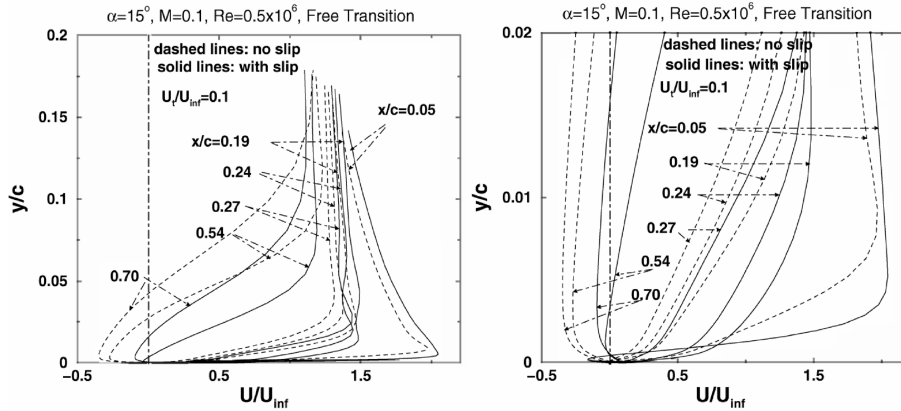 α=15°, M=0.1, Re=0.5x10⁶, Free Transition
0.2
dashed lines: no slip
solid lines: with slip
Uₜ/U_inf=0.1
x/c=0.05
x/c=0.19
0.24
0.27
0.54
0.70
0.15
0.1
0.05
0
y/c
-0.5
0.5
1.5
U/U_inf
α=15°, M=0.1, Re=0.5x10⁶, Free Transition
0.02
dashed lines: no slip
solid lines: with slip
Uₜ/U_inf=0.1
x/c=0.05
0.19
0.24
0.27
0.54
0.70
0.01
0
y/c
-0.5
0.5
1.5
U/U_inf